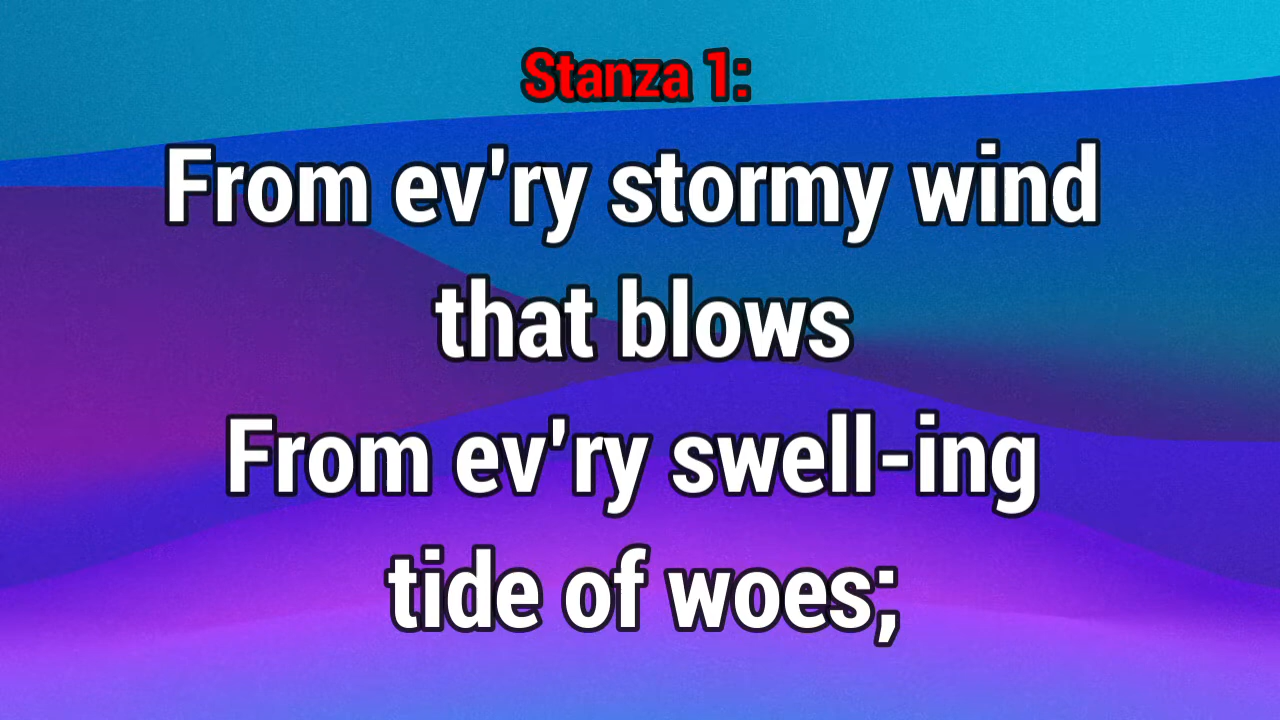 Stanza 1:
From ev'ry stormy wind
that blows
From ev'ry swell-ing
tide of woes;